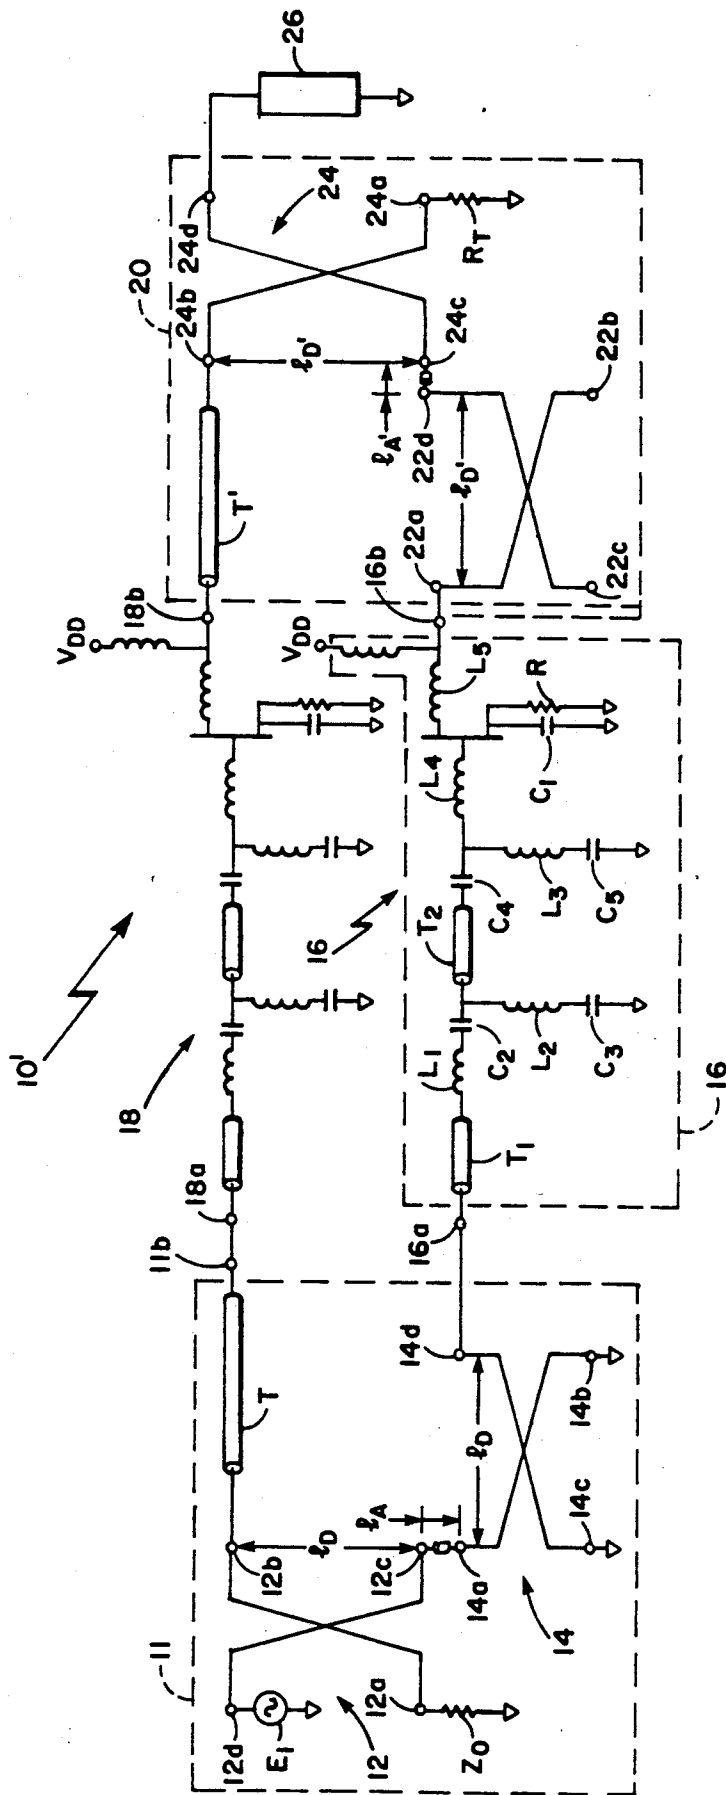 10'
11
12
12d
E1
12a
Z0
12b
ℓD
12c
ℓA
14a
14
14c
14b
ℓD
14d
T
11b
18a
18
16a
T1
16
L1
C2
L2
C3
T2
C4
L3
C5
L4
C1
R
L5
16
VDD
VDD
18b
16b
T'
20
22a
22c
22b
ℓD'
22d
ℓA'
ℓD'
24b
24c
24
24d
24a
RT
26